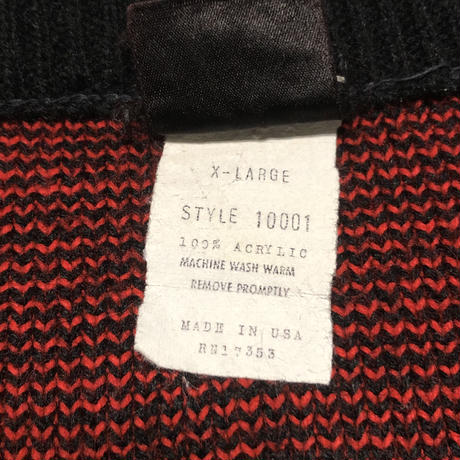 X-LARGE
STYLE 10001
100% ACRYLIC
MACHINE WASH WARM
REMOVE PROMPTLY
MADE IN USA
RN17353